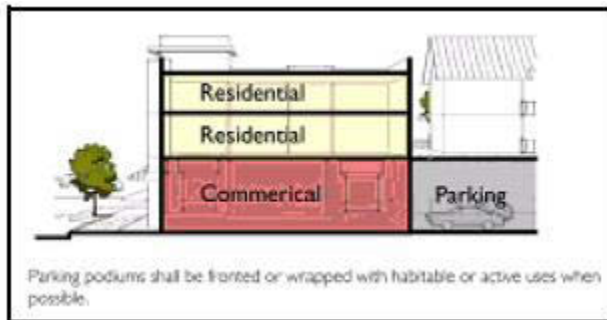 Residential
Residential
Commerical Parking
Parking podiums shall be fronted or wrapped with habitable or active uses when
possible.